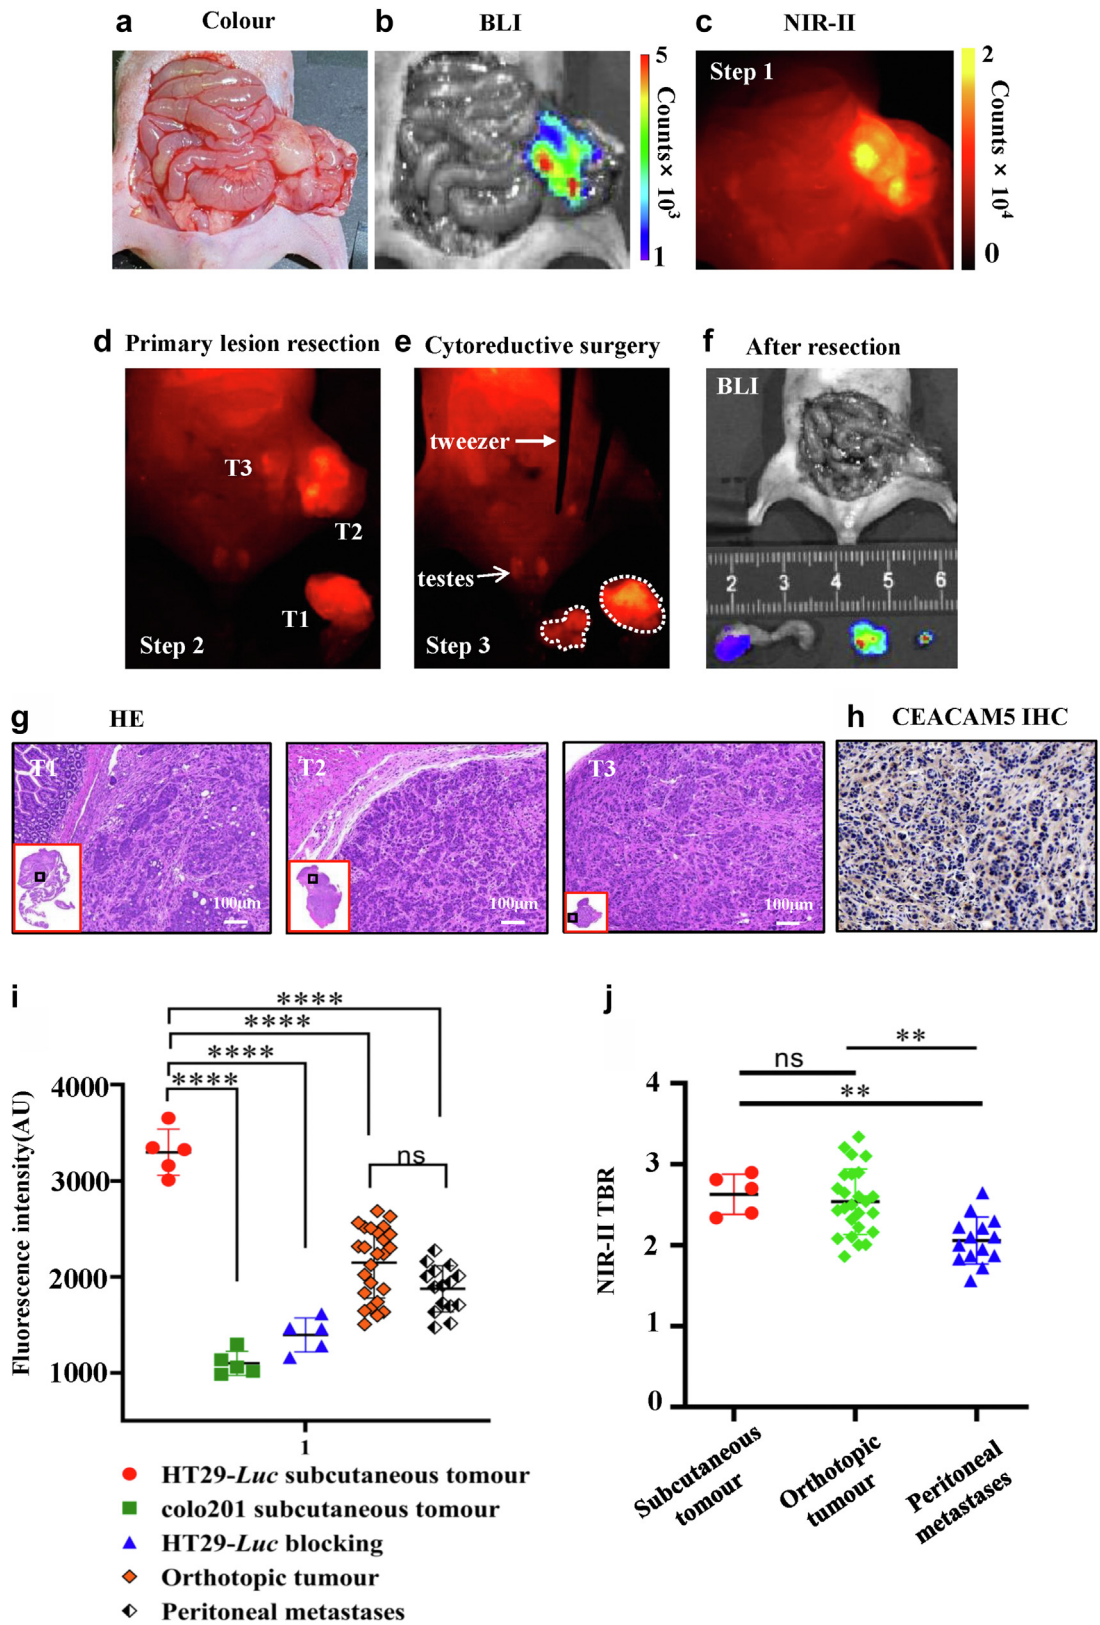 a Colour
b BLI
5
Counts × 10³
1
c NIR-II
Step 1
2
Counts × 10⁴
0
d Primary lesion resection
T3
T2
T1
Step 2
e Cytoreductive surgery
tweezer
testes
Step 3
f After resection
BLI
2 3 4 5 6
g HE
T1
100μm
T2
100μm
T3
100μm
h CEACAM5 IHC
i
****
****
****
****
ns
Fluorescence intensity(AU)
4000
3000
2000
1000
1
HT29-Luc subcutaneous tomour
colo201 subcutaneous tomour
HT29-Luc blocking
Orthotopic tumour
Peritoneal metastases
j
**
ns
**
NIR-II TBR
4
3
2
1
0
Subcutaneous
tomour
Orthotopic
tumour
Peritoneal
metastases